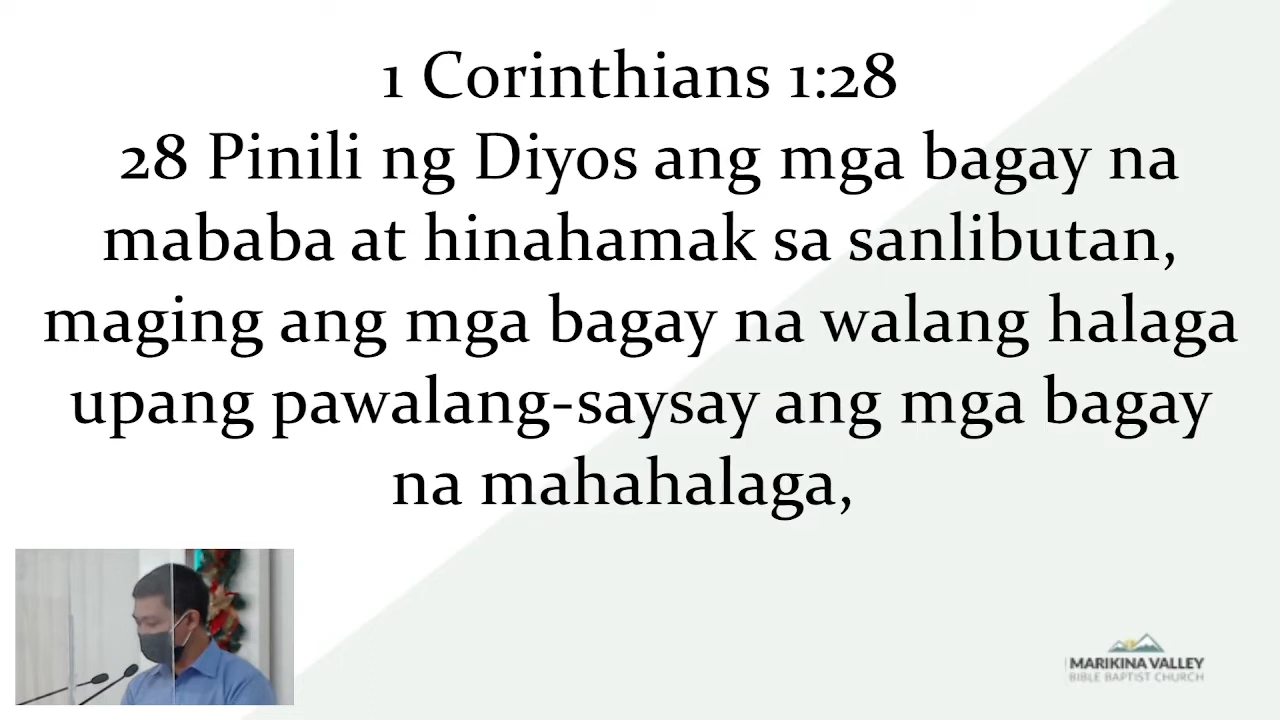 1 Corinthians 1:28
28 Pinili ng Diyos ang mga bagay na
mababa at hinahamak sa sanlibutan,
maging ang mga bagay na walang halaga
upang pawalang-saysay ang mga bagay
na mahahalaga,
MARIKINA VALLEY
BIBLE BAPTIST CHURCH